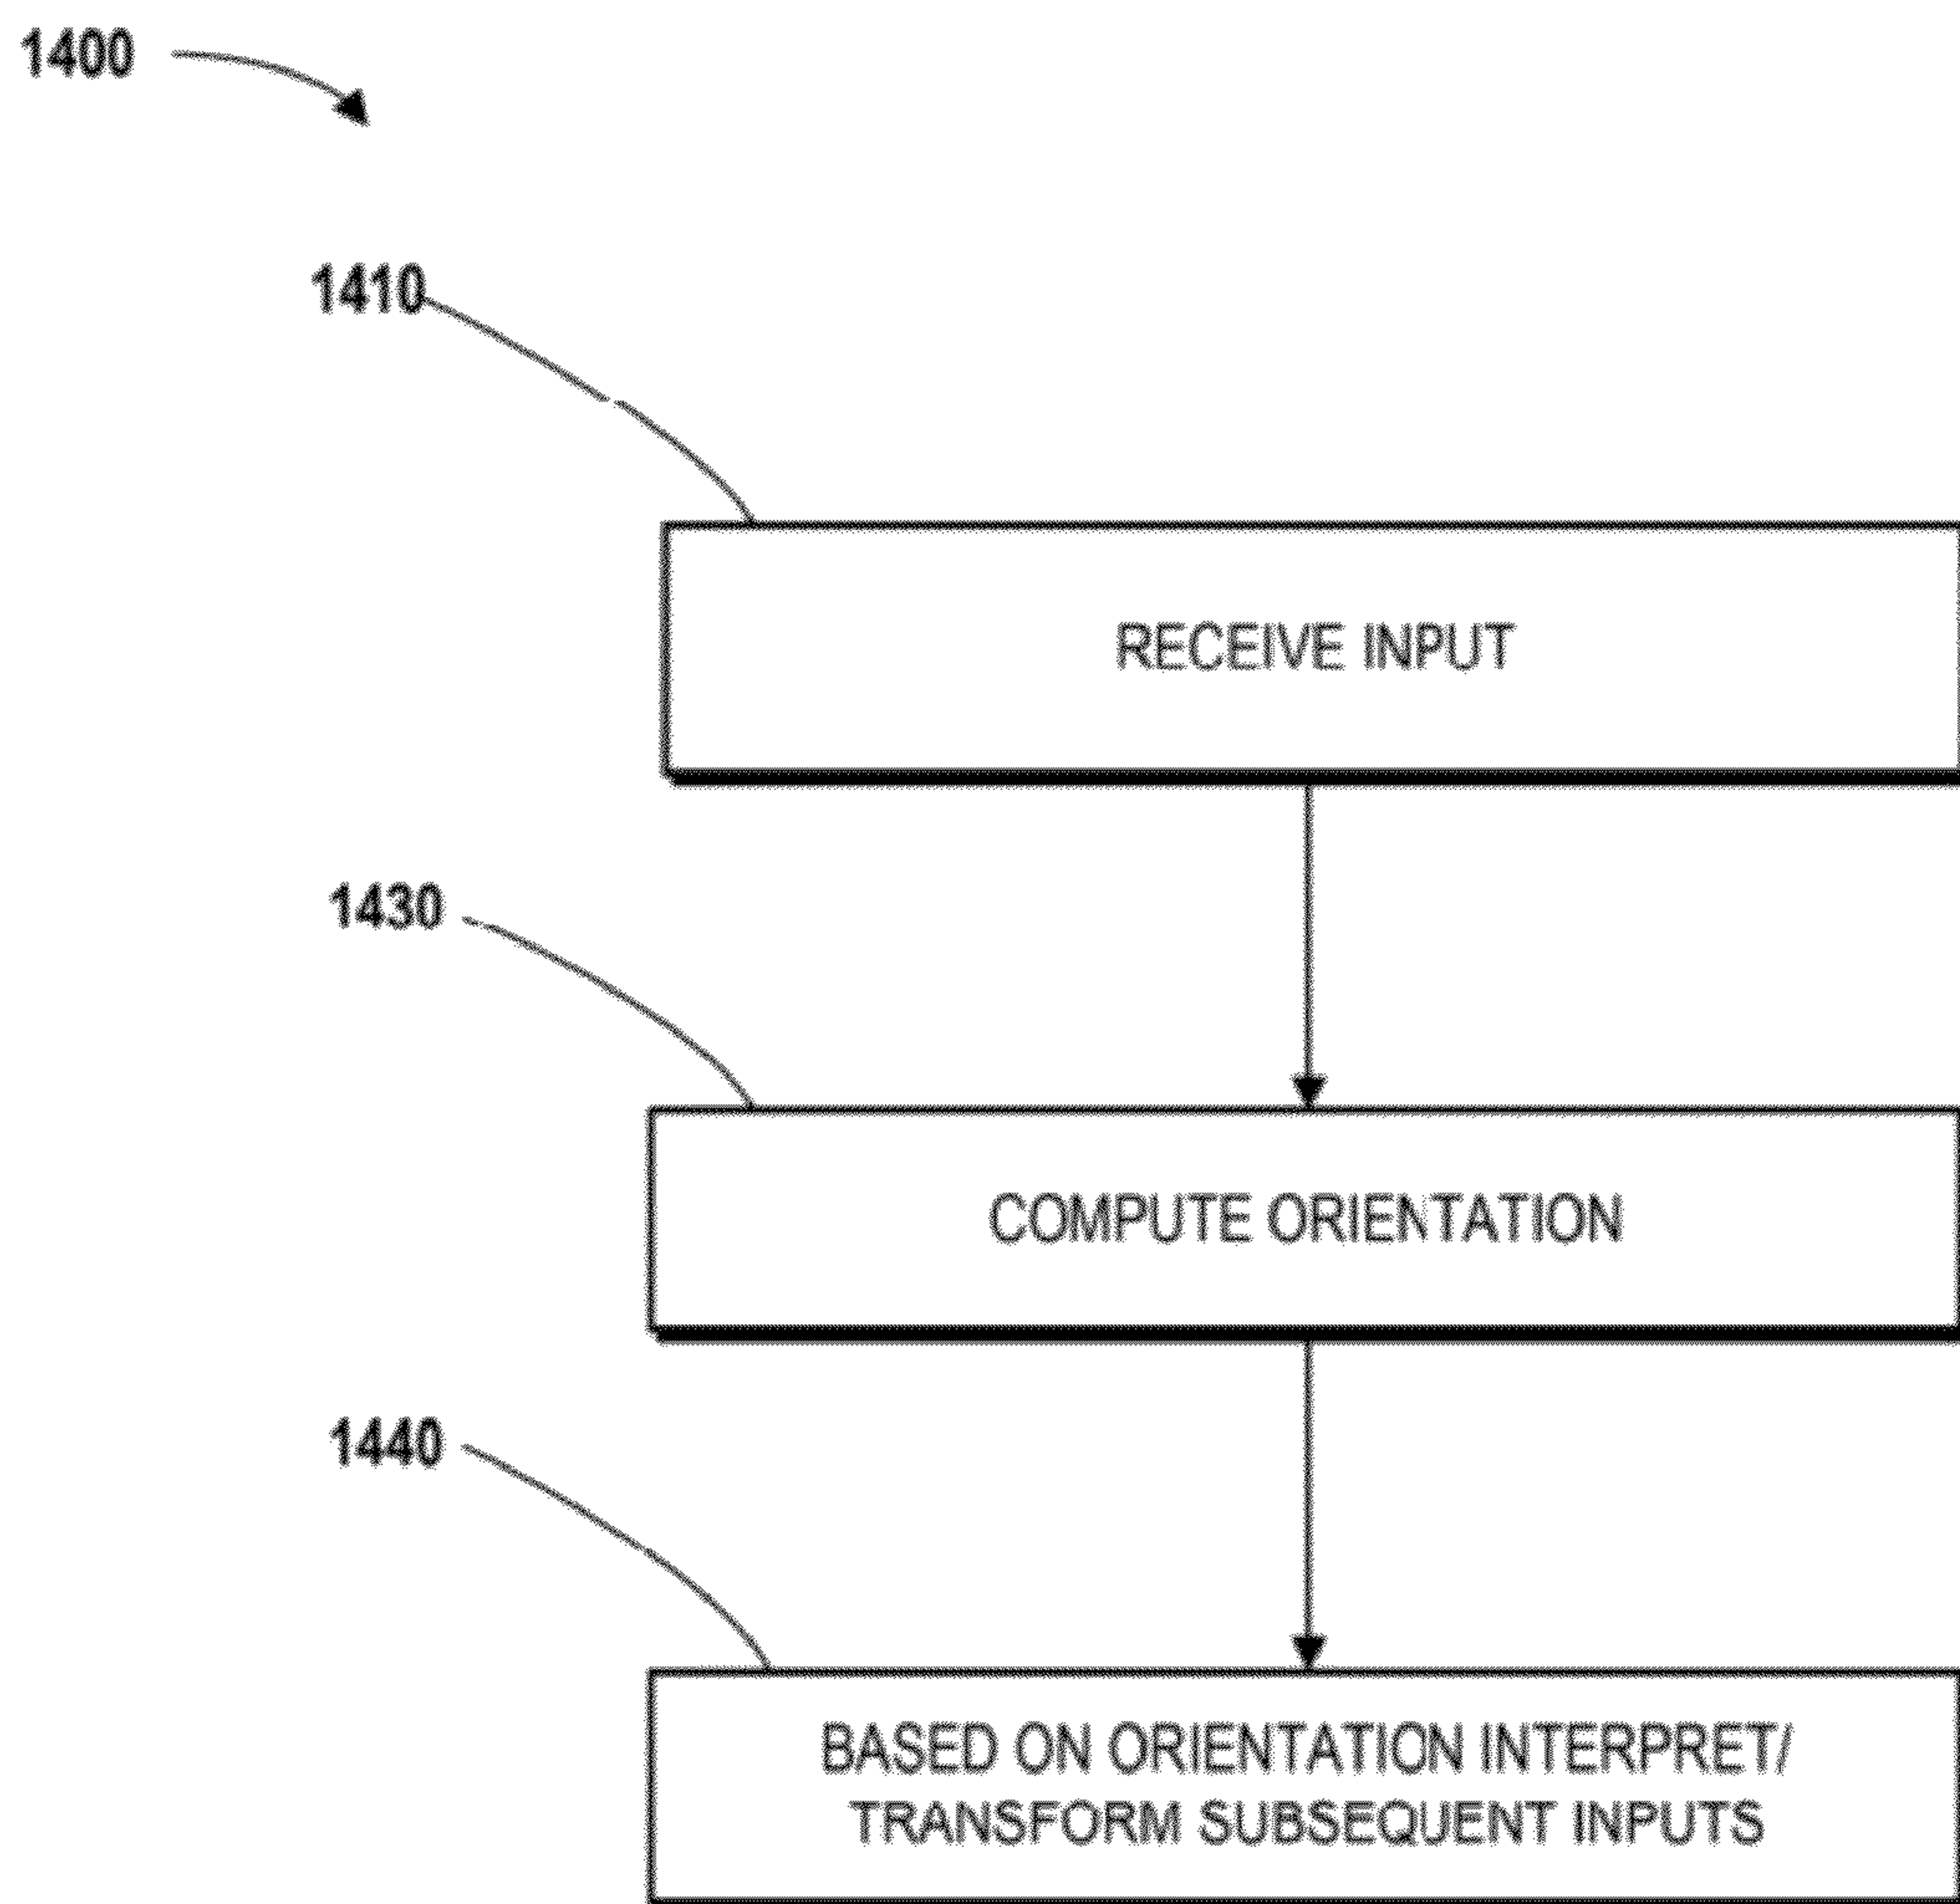 1400
1410
RECEIVE INPUT
1430
COMPUTE ORIENTATION
1440
BASED ON ORIENTATION INTERPRET/
TRANSFORM SUBSEQUENT INPUTS